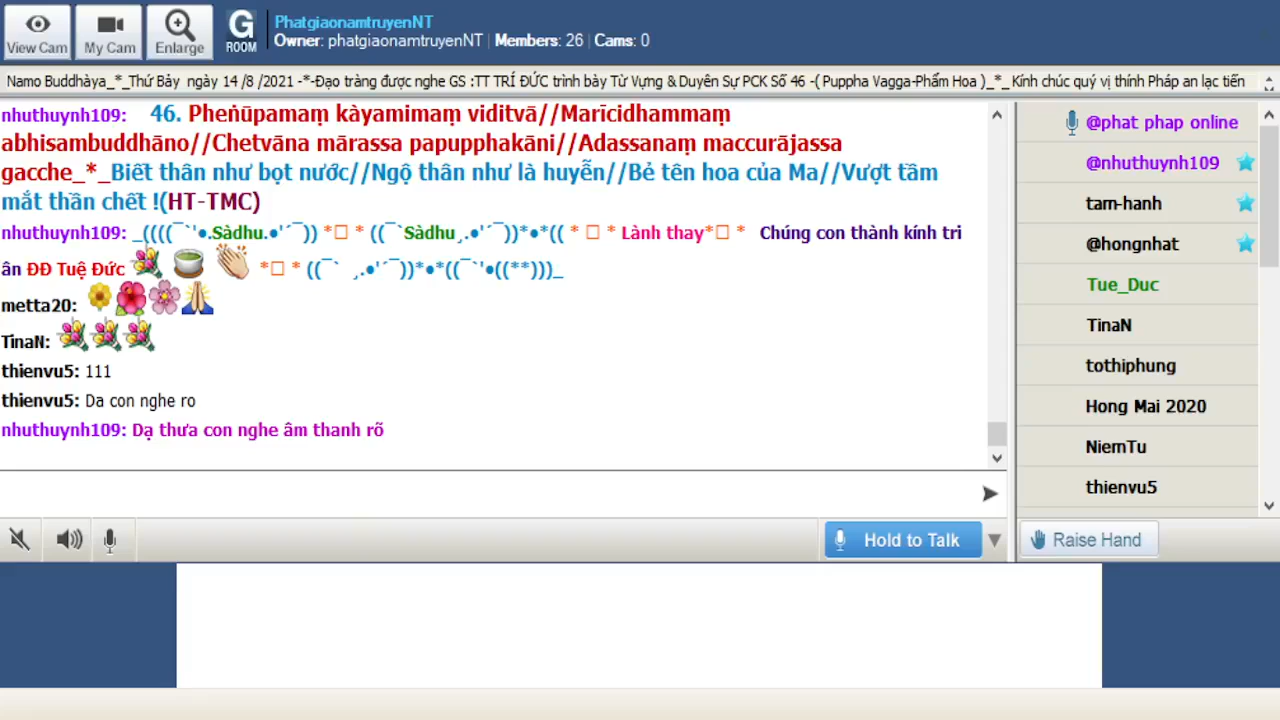 View Cam
My Cam
Enlarge
G
ROOM
PhatgiaonamtruyenNT
Owner: phatgiaonamtruyenNT | Members: 26 | Cams: 0
Namo Buddhàya_*_Thứ Bảy ngày 14 /8 /2021 -*-Đạo tràng được nghe GS :TT TRÍ ĐỨC trình bày Từ Vựng & Duyên Sự PCK Số 46 -( Puppha Vagga-Phẩm Hoa )_*_ Kính chúc quý vị thính Pháp an lạc tiến
nhuthuynh109: 46. Pheṅūpamaṃ kàyamimaṃ viditvā//Marīcidhammaṃ
abhisambuddhāno//Chetvāna mārassa papupphakāni//Adassanaṃ maccurājassa
gacche_*_Biết thân như bọt nước//Ngộ thân như là huyễn//Bẻ tên hoa của Ma//Vượt tầm
mắt thần chết !(HT-TMC)
nhuthuynh109: _((((¯`'●.Sàdhu.●'´¯)) *□ * ((¯`Sàdhu¸.●'´¯))*●*(( * □ * Lành thay*□ * Chúng con thành kính tri
ân ĐĐ Tuệ Đức *□ * ((¯` ¸.●'´¯))*●*((¯`'●((**)))_
metta20:
TinaN:
thienvu5: 111
thienvu5: Da con nghe ro
nhuthuynh109: Dạ thưa con nghe âm thanh rõ
Hold to Talk
@phat phap online
@nhuthuynh109
tam-hanh
@hongnhat
Tue_Duc
TinaN
tothiphung
Hong Mai 2020
NiemTu
thienvu5
Raise Hand